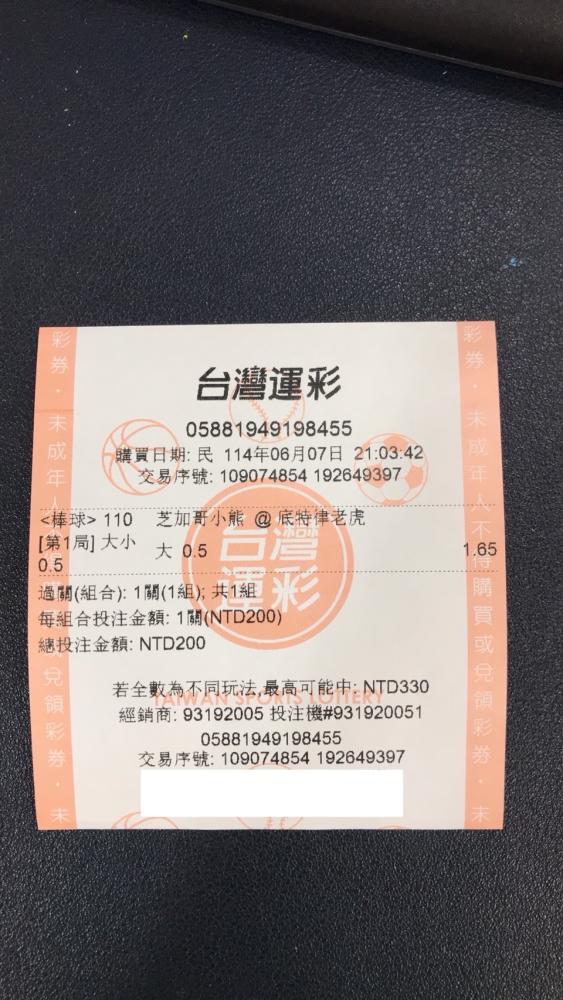 台灣運彩
05881949198455
購買日期: 民 114年06月07日 21:03:42
交易序號: 109074854 192649397
<棒球> 110 芝加哥小熊 @ 底特律老虎
[第1局] 大小 大 0.5 1.65
0.5
過關(組合): 1關(1組); 共1組
每組合投注金額: 1關(NTD200)
總投注金額: NTD200
若全數為不同玩法,最高可能中: NTD330
TAIWAN SPORTS LOTTERY
經銷商: 93192005 投注機#931920051
05881949198455
交易序號: 109074854 192649397
台灣運彩
彩券・未成年人
兌領彩券・未
彩券・未成年人不得購買或兌領彩券・未